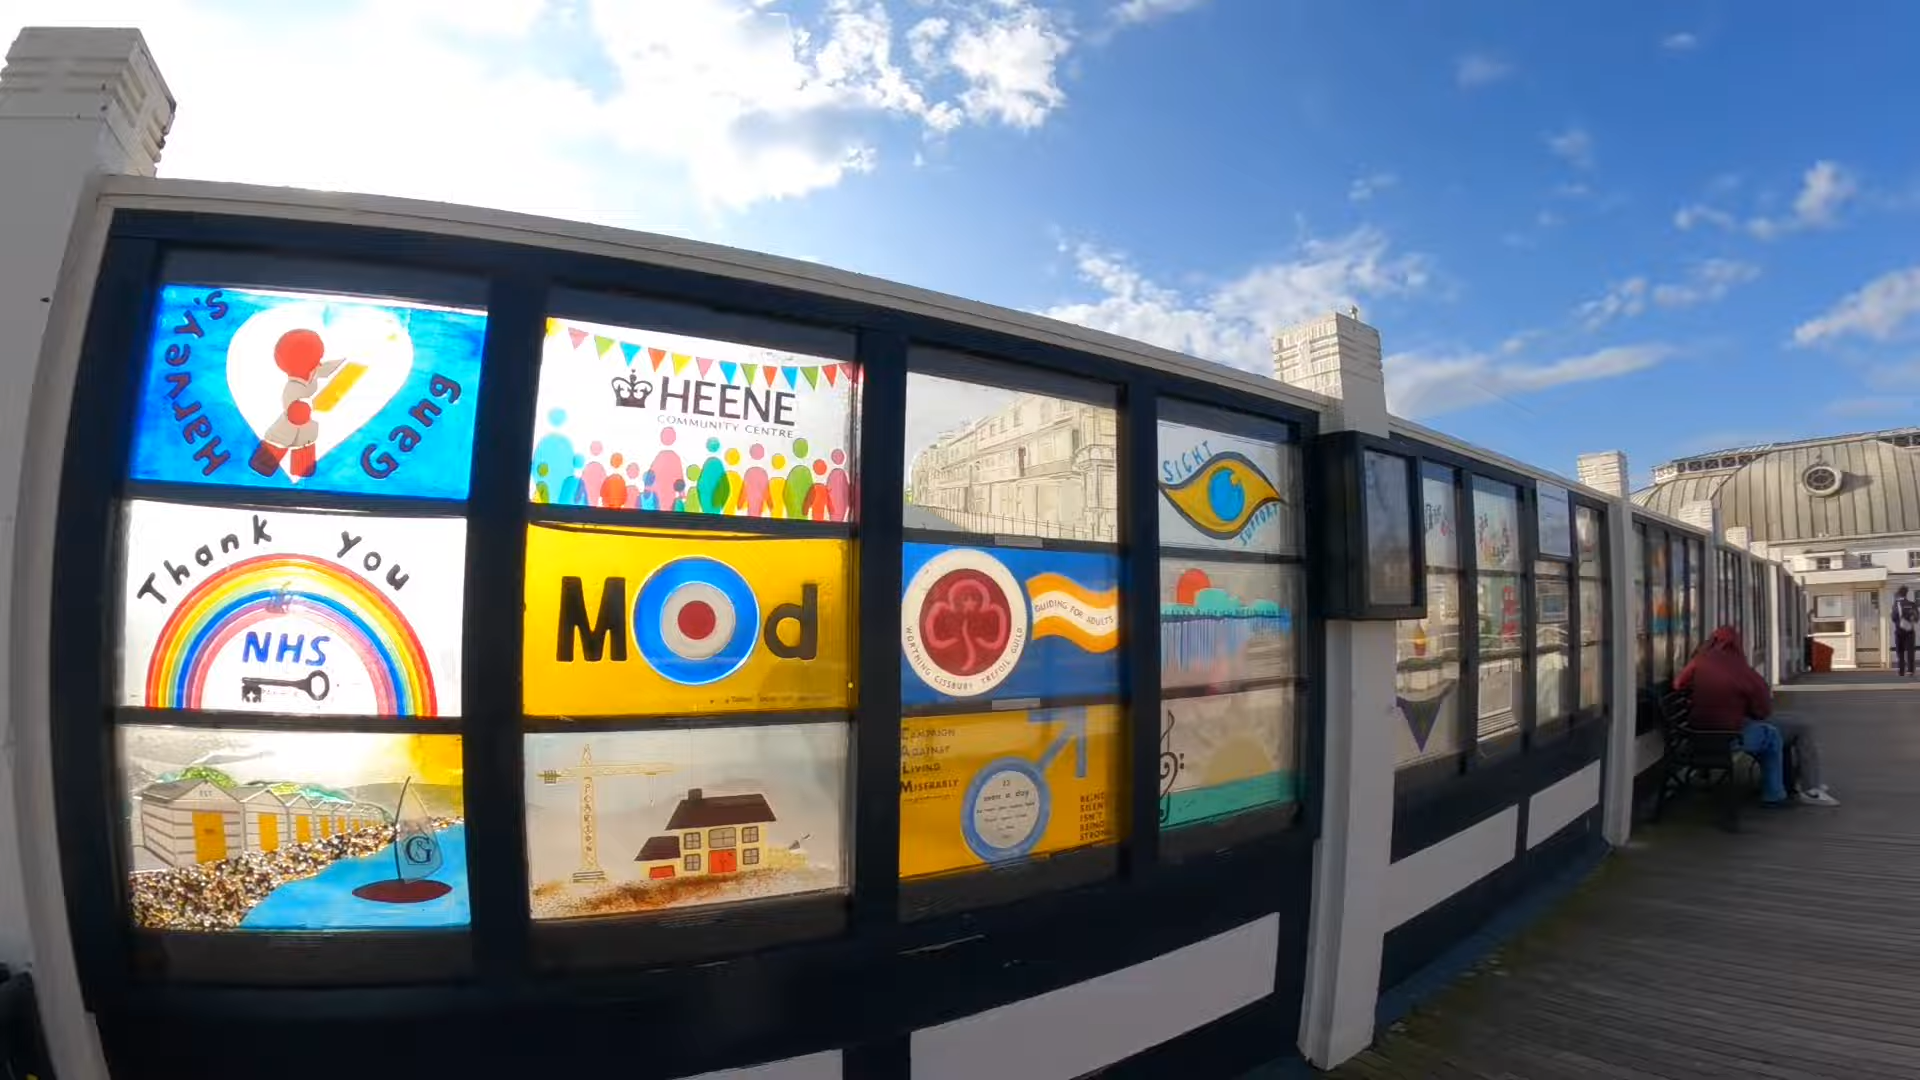 Harvey's
Gang
HEENE
COMMUNITY CENTRE
SIGHT
SUPPORT
Thank You
NHS
Mod
WORTHING CISSBURY TREFOIL GUILD
GUIDING FOR ADULTS
PEARSON
G
CAMPAIGN
AGAINST
LIVING
MISERABLY
BEING
SILENT
ISN'T
BEING
STRONG